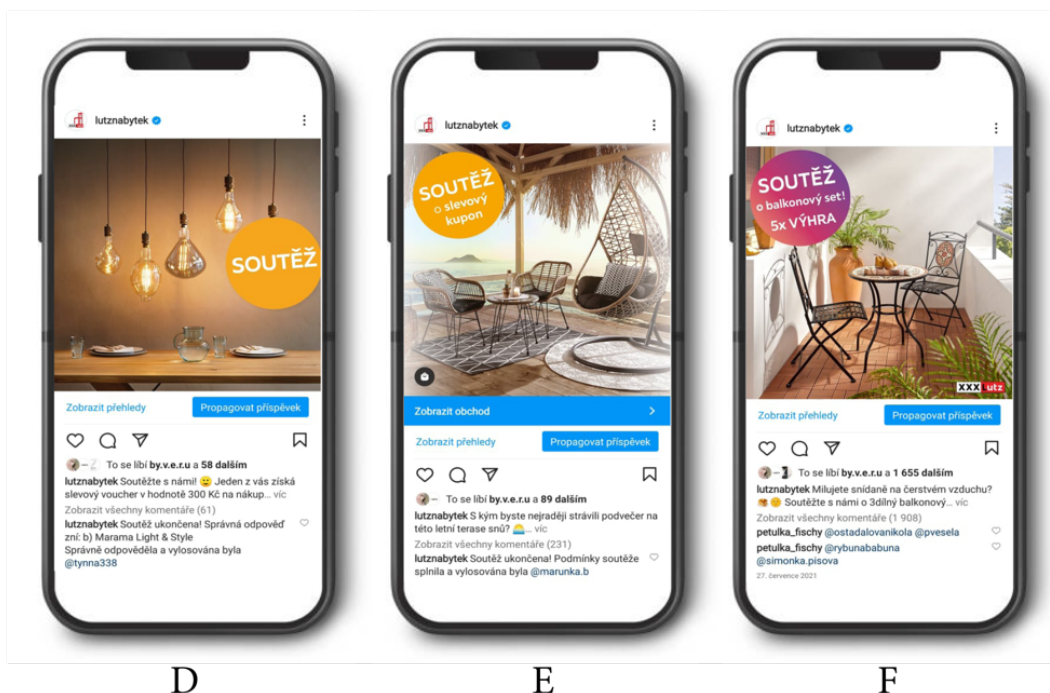 lutznabytek
SOUTĚŽ
Zobrazit přehledy
Propagovat příspěvek
To se líbí by.v.e.r.u a 58 dalším
lutznabytek Soutěžte s námi! Jeden z vás získá
slevový voucher v hodnotě 300 Kč na nákup... víc
Zobrazit všechny komentáře (61)
lutznabytek Soutěž ukončena! Správná odpověď
zní: b) Marama Light & Style
Správně odpověděla a vylosována byla
@tynna338
D
lutznabytek
SOUTĚŽ
o slevový
kupon
Zobrazit obchod
Zobrazit přehledy
Propagovat příspěvek
To se líbí by.v.e.r.u a 89 dalším
lutznabytek S kým byste nejraději strávili podvečer na
této letní terase snů? ... víc
Zobrazit všechny komentáře (231)
lutznabytek Soutěž ukončena! Podmínky soutěže
splnila a vylosována byla @marunka.b
E
lutznabytek
SOUTĚŽ
o balkonový set!
5x VÝHRA
XXX Lutz
Zobrazit přehledy
Propagovat příspěvek
To se líbí by.v.e.r.u a 1 655 dalším
lutznabytek Milujete snídaně na čerstvém vzduchu?
Soutěžte s námi o 3dílný balkonový... víc
Zobrazit všechny komentáře (1 908)
petulka_fischy @ostadalovanikola @pvesela
petulka_fischy @rybunababuna
@simonka.pisova
27. července 2021
F